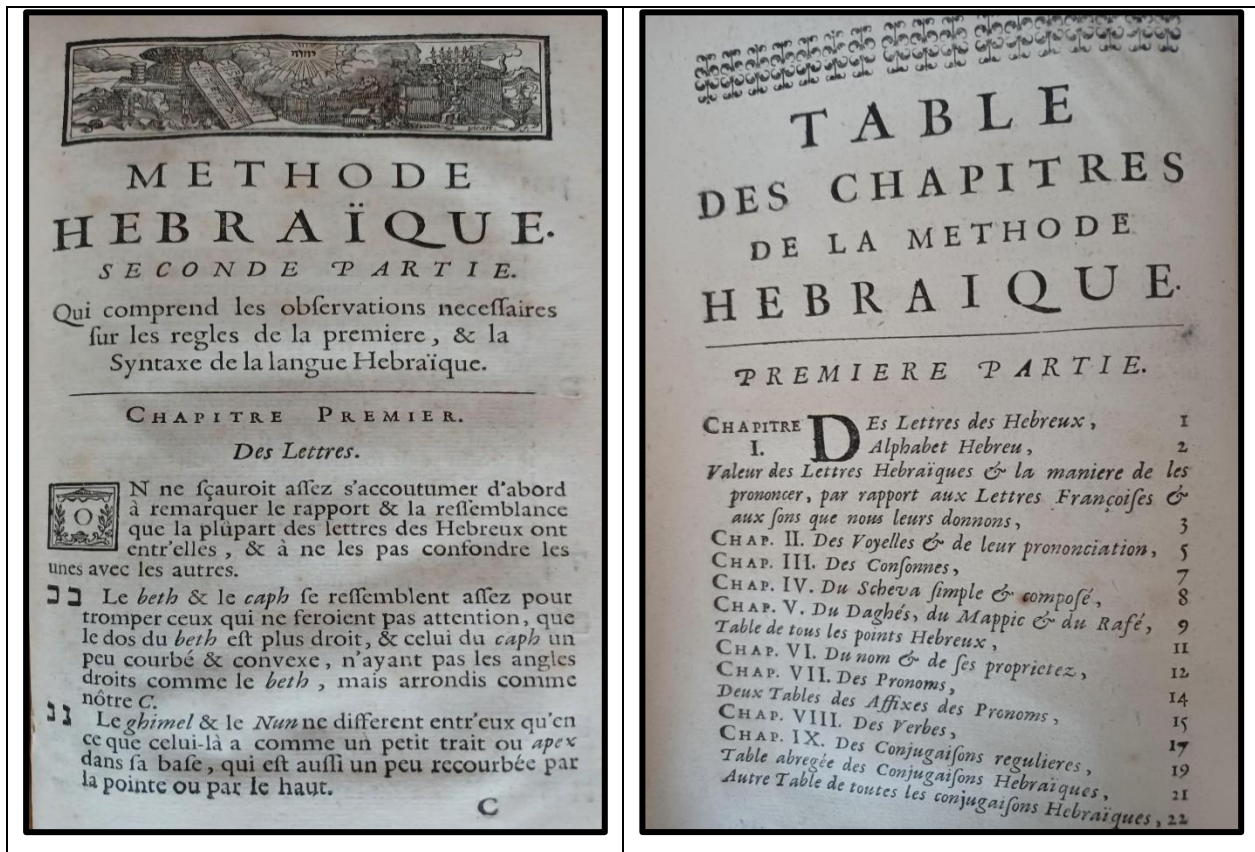 יהוה
METHODE
HEBRAÏQUE.
SECONDE PARTIE.
Qui comprend les obſervations neceſſaires
ſur les regles de la premiere, & la
Syntaxe de la langue Hebraïque.
CHAPITRE PREMIER.
Des Lettres.
ON ne ſçauroit aſſez s'accoutumer d'abord
à remarquer le rapport & la reſſemblance
que la plûpart des lettres des Hebreux ont
entr'elles, & à ne les pas confondre les
unes avec les autres.
ב כ Le beth & le caph ſe reſſemblent aſſez pour
tromper ceux qui ne feroient pas attention, que
le dos du beth eſt plus droit, & celui du caph un
peu courbé & convexe, n'ayant pas les angles
droits comme le beth, mais arrondis comme
nôtre C.
נ ג Le ghimel & le Nun ne different entr'eux qu'en
ce que celui-là a comme un petit trait ou apex
dans ſa baſe, qui eſt auſſi un peu recourbée par
la pointe ou par le haut.
C
TABLE
DES CHAPITRES
DE LA METHODE
HEBRAIQUE.
PREMIERE PARTIE.
CHAPITRE DEs Lettres des Hebreux, 1
I. Alphabet Hebreu, 2
Valeur des Lettres Hebraïques & la maniere de les
prononcer, par rapport aux Lettres Françoiſes &
aux ſons que nous leurs donnons, 3
CHAP. II. Des Voyelles & de leur prononciation, 5
CHAP. III. Des Conſonnes, 7
CHAP. IV. Du Scheva ſimple & compoſé, 8
CHAP. V. Du Daghés, du Mappic & du Rafé, 9
Table de tous les points Hebreux, 11
CHAP. VI. Du nom & de ſes proprietez, 12
CHAP. VII. Des Pronoms, 14
Deux Tables des Affixes des Pronoms, 15
CHAP. VIII. Des Verbes, 17
CHAP. IX. Des Conjugaiſons regulieres, 19
Table abregée des Conjugaiſons Hebraïques, 21
Autre Table de toutes les conjugaiſons Hebraïques, 22